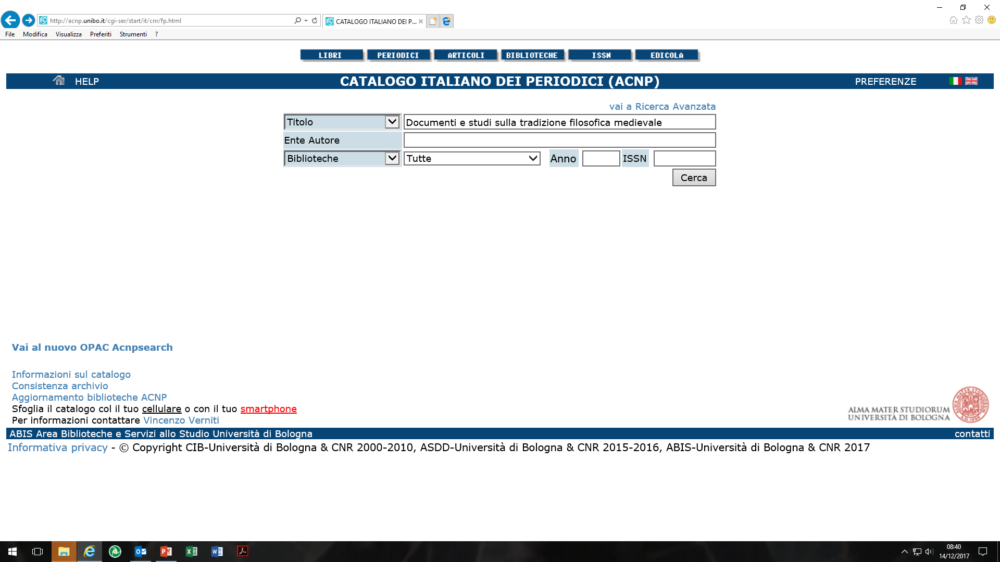 http://acnp.unibo.it/cgi-ser/start/it/cnr/fp.html
CATALOGO ITALIANO DEI P...
File Modifica Visualizza Preferiti Strumenti ?
LIBRI PERIODICI ARTICOLI BIBLIOTECHE ISSN EDICOLA
HELP CATALOGO ITALIANO DEI PERIODICI (ACNP) PREFERENZE
vai a Ricerca Avanzata
Titolo Documenti e studi sulla tradizione filosofica medievale
Ente Autore
Biblioteche Tutte Anno ISSN
Cerca
Vai al nuovo OPAC Acnpsearch
Informazioni sul catalogo
Consistenza archivio
Aggiornamento biblioteche ACNP
Sfoglia il catalogo col il tuo cellulare o con il tuo smartphone
Per informazioni contattare Vincenzo Verniti
ALMA MATER STUDIORUM
UNIVERSITÀ DI BOLOGNA
ABIS Area Biblioteche e Servizi allo Studio Università di Bologna contatti
Informativa privacy - © Copyright CIB-Università di Bologna & CNR 2000-2010, ASDD-Università di Bologna & CNR 2015-2016, ABIS-Università di Bologna & CNR 2017
08:40
14/12/2017